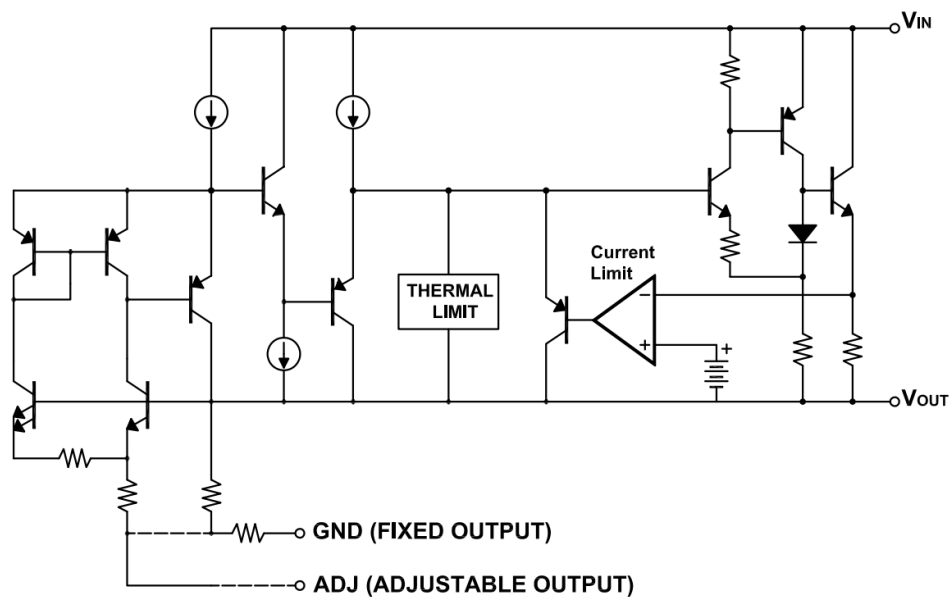 VIN
Current
Limit
THERMAL
LIMIT
−
+
+
VOUT
GND (FIXED OUTPUT)
ADJ (ADJUSTABLE OUTPUT)